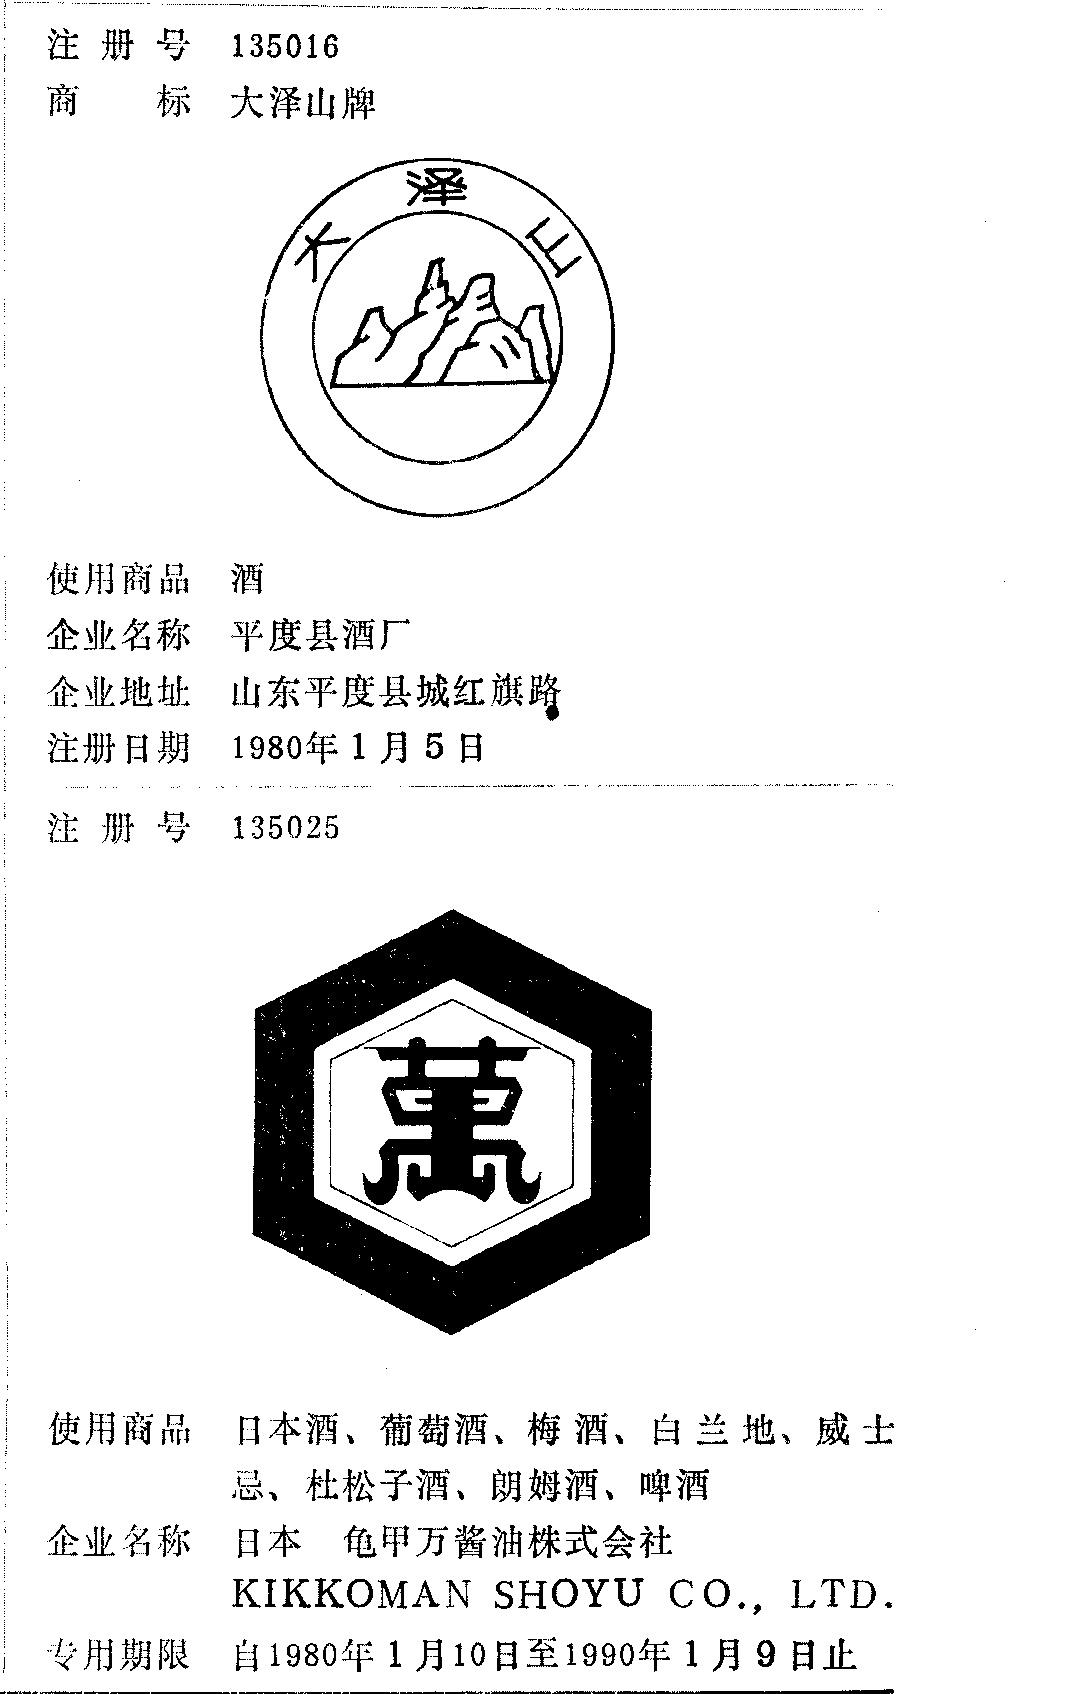 注册号 135016
商标 大泽山牌
大泽山
使用商品 酒
企业名称 平度县酒厂
企业地址 山东平度县城红旗路
注册日期 1980年1月5日
注册号 135025
萬
使用商品 日本酒、葡萄酒、梅酒、白兰地、威士
忌、杜松子酒、朗姆酒、啤酒
企业名称 日本 龟甲万酱油株式会社
KIKKOMAN SHOYU CO., LTD.
专用期限 自1980年1月10日至1990年1月9日止